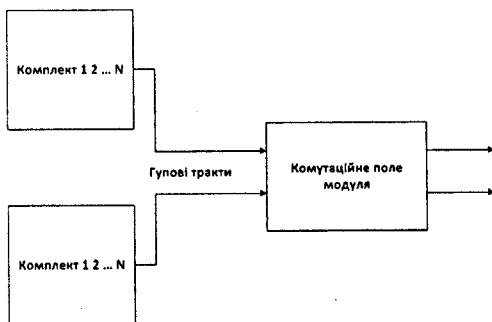 Комплект 1 2 ... N
Гупові тракти
Комутаційне поле
модуля
Комплект 1 2 ... N